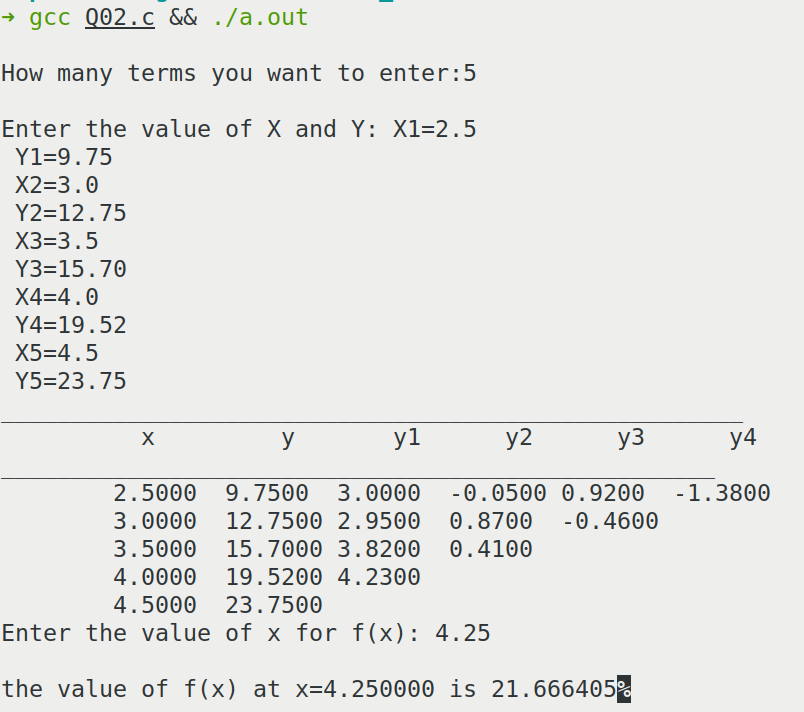 ➜ gcc Q02.c && ./a.out
How many terms you want to enter:5
Enter the value of X and Y: X1=2.5
Y1=9.75
X2=3.0
Y2=12.75
X3=3.5
Y3=15.70
X4=4.0
Y4=19.52
X5=4.5
Y5=23.75
x y y1 y2 y3 y4
2.5000 9.7500 3.0000 -0.0500 0.9200 -1.3800
3.0000 12.7500 2.9500 0.8700 -0.4600
3.5000 15.7000 3.8200 0.4100
4.0000 19.5200 4.2300
4.5000 23.7500
Enter the value of x for f(x): 4.25
the value of f(x) at x=4.250000 is 21.666405%